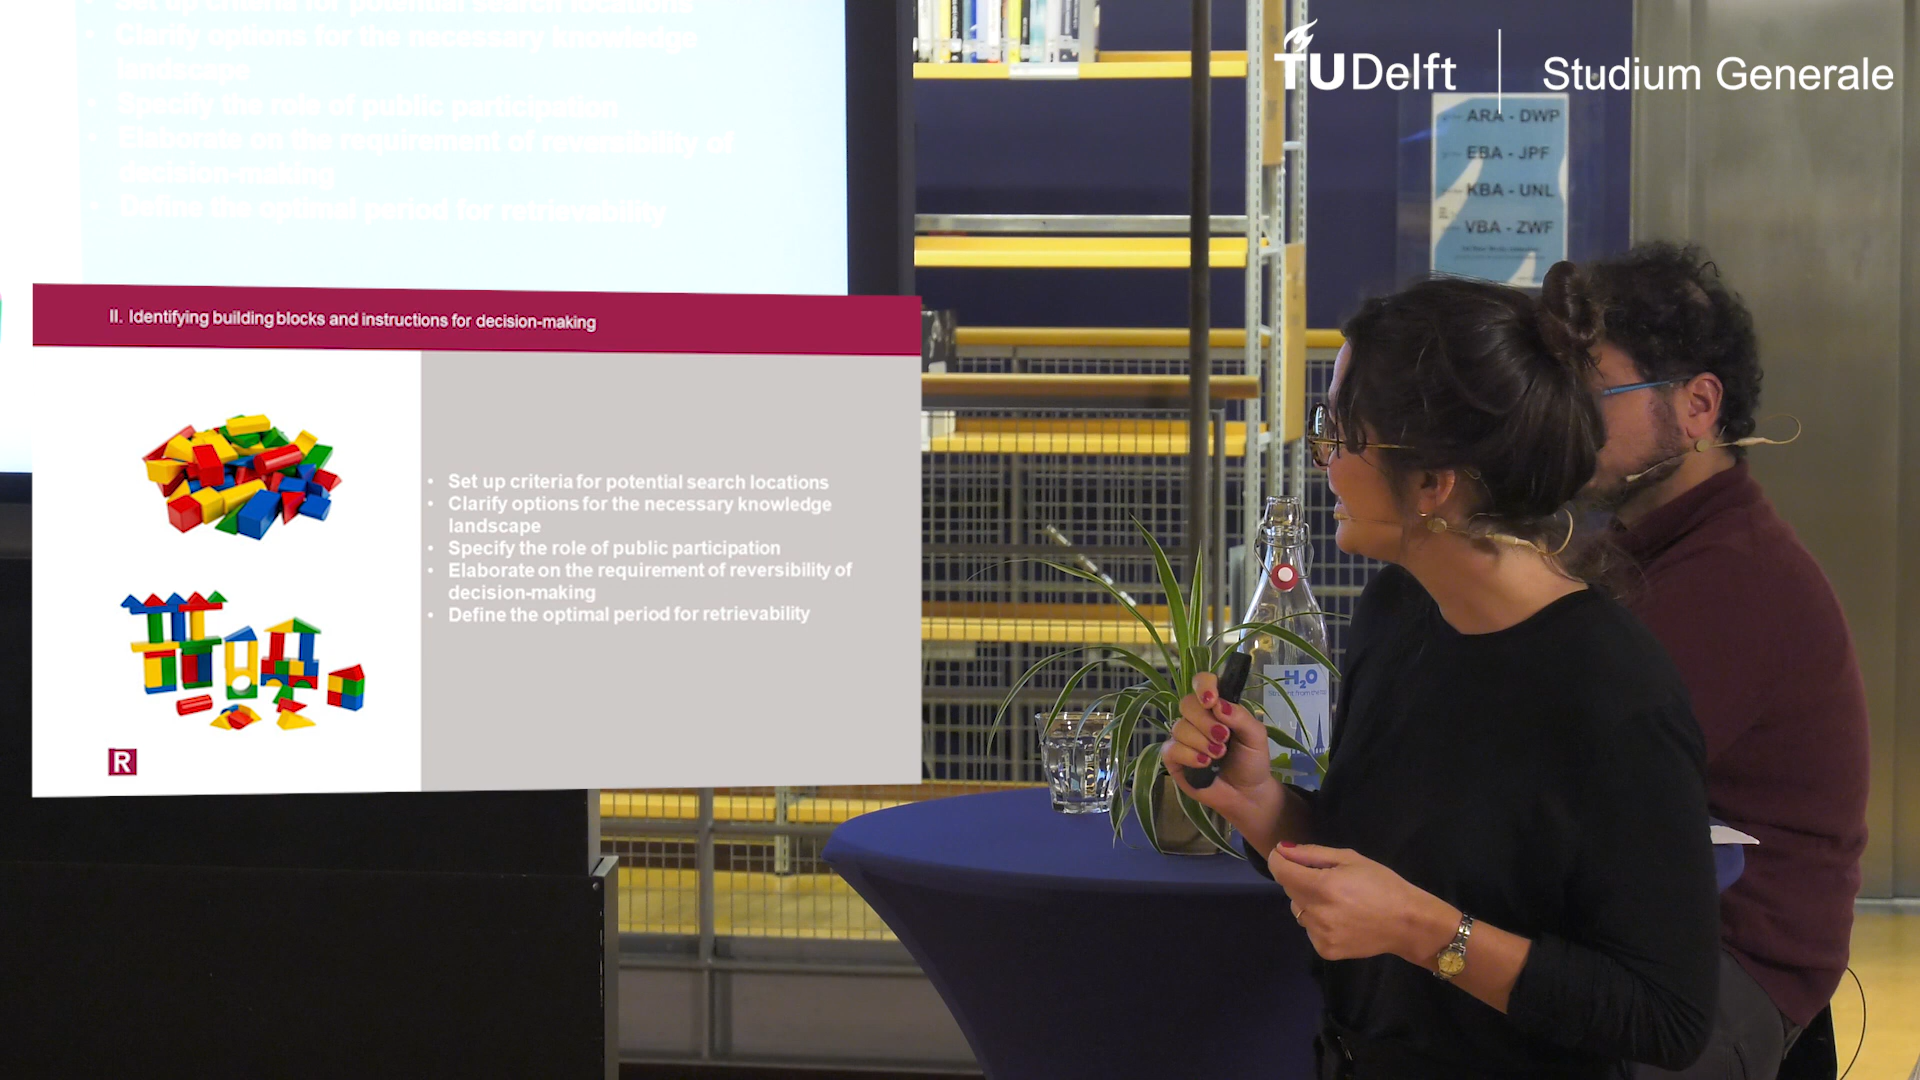 Set up criteria for potential search locations
Clarify options for the necessary knowledge
landscape
Specify the role of public participation
Elaborate on the requirement of reversibility of
decision-making
Define the optimal period for retrievability
TUDelft | Studium Generale
ARA - DWP
EBA - JPF
KBA - UNL
VBA - ZWF
II. Identifying building blocks and instructions for decision-making
• Set up criteria for potential search locations
• Clarify options for the necessary knowledge
landscape
• Specify the role of public participation
• Elaborate on the requirement of reversibility of
decision-making
• Define the optimal period for retrievability
R
H2O